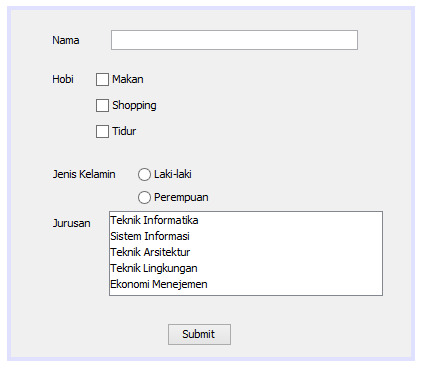 Nama
Hobi Makan
Shopping
Tidur
Jenis Kelamin Laki-laki
Perempuan
Jurusan Teknik Informatika
Sistem Informasi
Teknik Arsitektur
Teknik Lingkungan
Ekonomi Menejemen
Submit